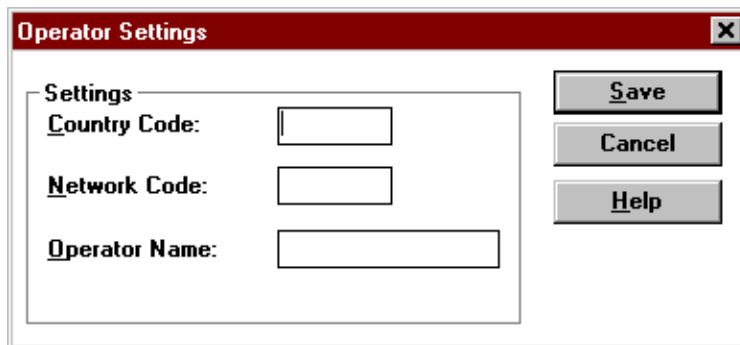 Operator Settings
Settings
Country Code:
Network Code:
Operator Name:
Save
Cancel
Help